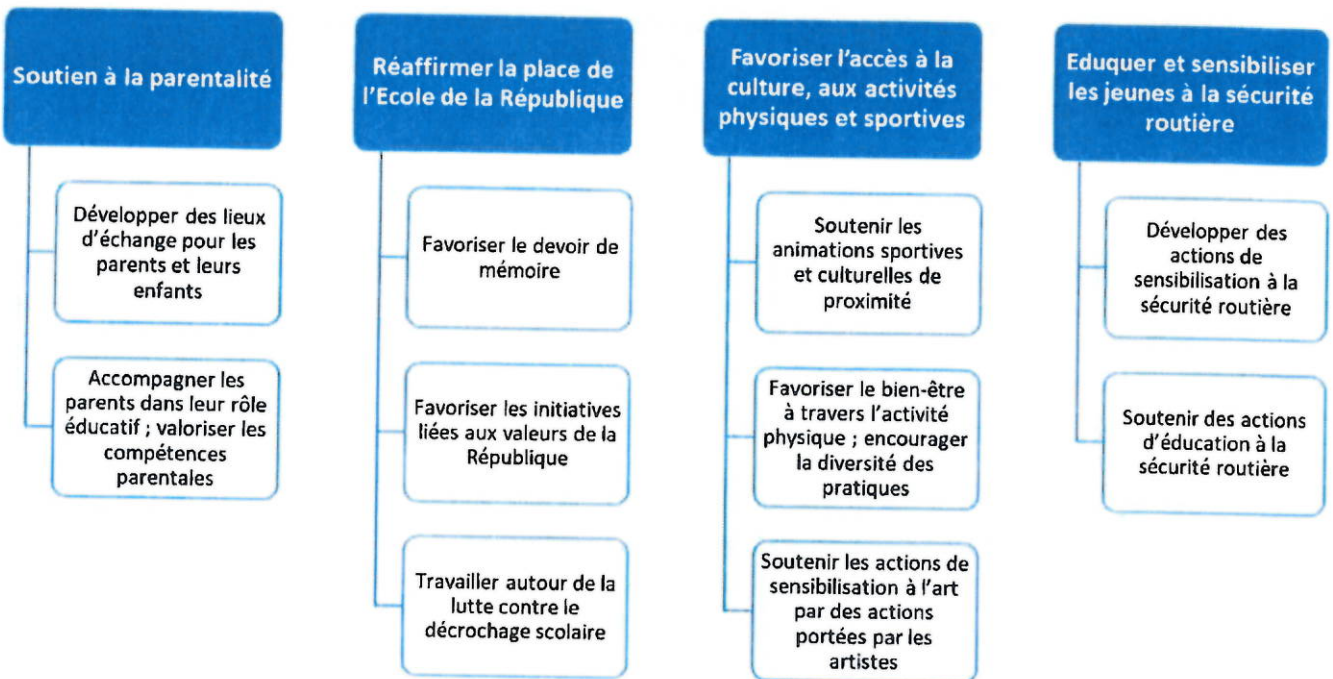 Soutien à la parentalité
Développer des lieux
d'échange pour les
parents et leurs
enfants
Accompagner les
parents dans leur rôle
éducatif ; valoriser les
compétences
parentales
Réaffirmer la place de
l'Ecole de la République
Favoriser le devoir de
mémoire
Favoriser les initiatives
liées aux valeurs de la
République
Travailler autour de la
lutte contre le
décrochage scolaire
Favoriser l'accès à la
culture, aux activités
physiques et sportives
Soutenir les
animations sportives
et culturelles de
proximité
Favoriser le bien-être
à travers l'activité
physique ; encourager
la diversité des
pratiques
Soutenir les actions de
sensibilisation à l'art
par des actions
portées par les
artistes
Eduquer et sensibiliser
les jeunes à la sécurité
routière
Développer des
actions de
sensibilisation à la
sécurité routière
Soutenir des actions
d'éducation à la
sécurité routière